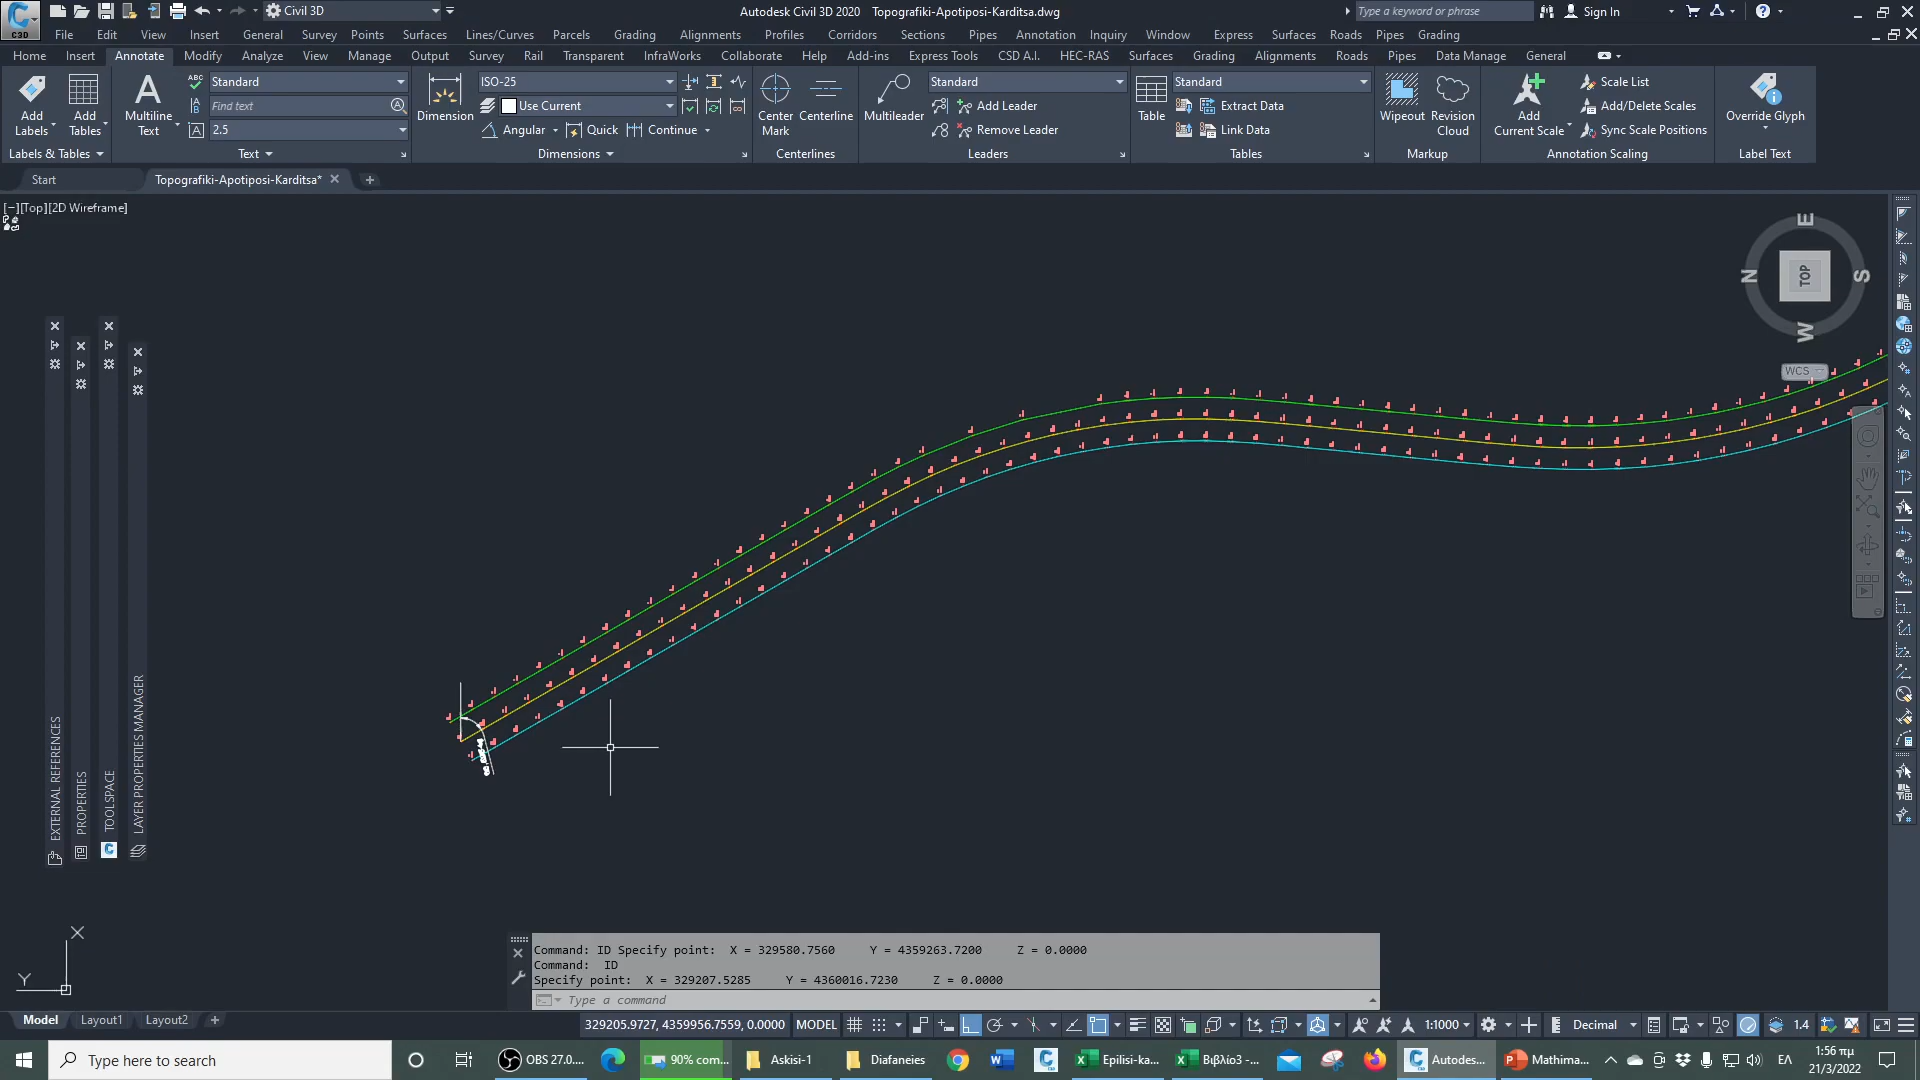 Civil 3D
Autodesk Civil 3D 2020 Topografiki-Apotiposi-Karditsa.dwg
Type a keyword or phrase
Sign In
C3D
File Edit View Insert General Survey Points Surfaces Lines/Curves Parcels Grading Alignments Profiles Corridors Sections Pipes Annotation Inquiry Window Express Surfaces Roads Pipes Grading
Home Insert Annotate Modify Analyze View Manage Output Survey Rail Transparent InfraWorks Collaborate Help Add-ins Express Tools CSD A.I. HEC-RAS Surfaces Grading Alignments Roads Pipes Data Manage General
Add Labels
Add Tables
Labels & Tables
Multiline Text
ABC
Standard
Find text
2.5
Text
Dimension
ISO-25
Use Current
Angular Quick Continue
Dimensions
Center Mark
Centerline
Centerlines
Multileader
Standard
Add Leader
Remove Leader
Leaders
Table
Standard
Extract Data
Link Data
Tables
Wipeout
Revision Cloud
Markup
Add Current Scale
Scale List
Add/Delete Scales
Sync Scale Positions
Annotation Scaling
Override Glyph
Label Text
Start
Topografiki-Apotiposi-Karditsa*
[−][Top][2D Wireframe]
E
N
TOP
S
W
WCS
EXTERNAL REFERENCES
PROPERTIES
TOOLSPACE
LAYER PROPERTIES MANAGER
X
Y
Command: ID Specify point: X = 329580.7560 Y = 4359263.7200 Z = 0.0000
Command: ID
Specify point: X = 329207.5285 Y = 4360016.7230 Z = 0.0000
Type a command
Model Layout1 Layout2
329205.9727, 4359956.7559, 0.0000 MODEL
1:1000
Decimal
1.4
Type here to search
OBS 27.0....
90% com...
Askisi-1
Diafaneies
Epilisi-ka...
Βιβλίο3 -...
Autodes...
Mathima...
ΕΛ
1:56 πμ
21/3/2022